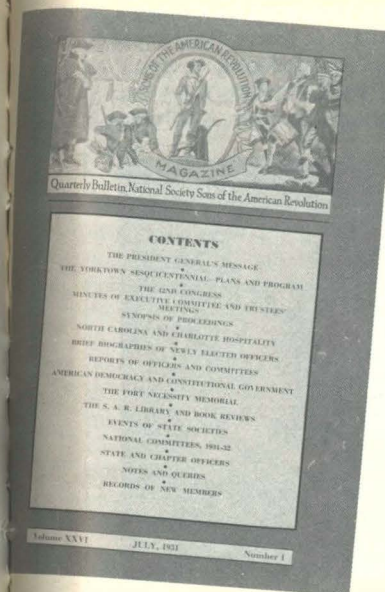 SONS OF THE AMERICAN REVOLUTION
MAGAZINE
Quarterly Bulletin, National Society Sons of the American Revolution
CONTENTS
THE PRESIDENT GENERAL'S MESSAGE
THE YORKTOWN SESQUICENTENNIAL—PLANS AND PROGRAM
THE 42ND CONGRESS
MINUTES OF EXECUTIVE COMMITTEE AND TRUSTEES'
MEETINGS
SYNOPSIS OF PROCEEDINGS
NORTH CAROLINA AND CHARLOTTE HOSPITALITY
BRIEF BIOGRAPHIES OF NEWLY ELECTED OFFICERS
REPORTS OF OFFICERS AND COMMITTEES
AMERICAN DEMOCRACY AND CONSTITUTIONAL GOVERNMENT
THE FORT NECESSITY MEMORIAL
THE S. A. R. LIBRARY AND BOOK REVIEWS
EVENTS OF STATE SOCIETIES
NATIONAL COMMITTEES, 1931-32
STATE AND CHAPTER OFFICERS
NOTES AND QUERIES
RECORDS OF NEW MEMBERS
Volume XXVI
JULY, 1931
Number 1